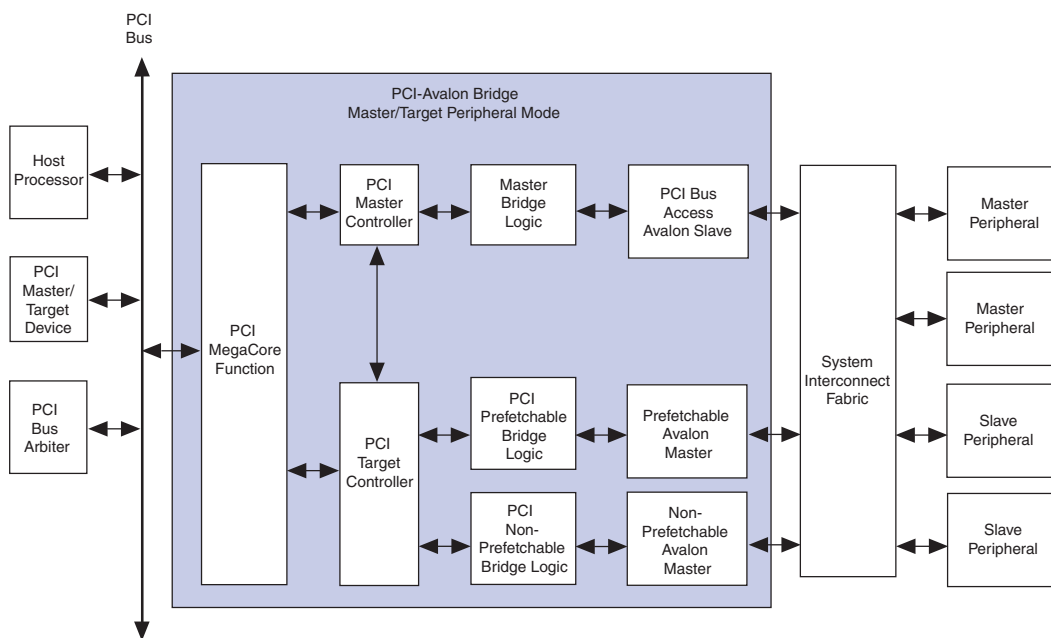 PCI
Bus
PCI-Avalon Bridge
Master/Target Peripheral Mode
Host
Processor
PCI
Master/
Target
Device
PCI
Bus
Arbiter
PCI
MegaCore
Function
PCI
Master
Controller
Master
Bridge
Logic
PCI Bus
Access
Avalon Slave
PCI
Target
Controller
PCI
Prefetchable
Bridge
Logic
Prefetchable
Avalon
Master
PCI
Non-
Prefetchable
Bridge Logic
Non-
Prefetchable
Avalon
Master
System
Interconnect
Fabric
Master
Peripheral
Master
Peripheral
Slave
Peripheral
Slave
Peripheral